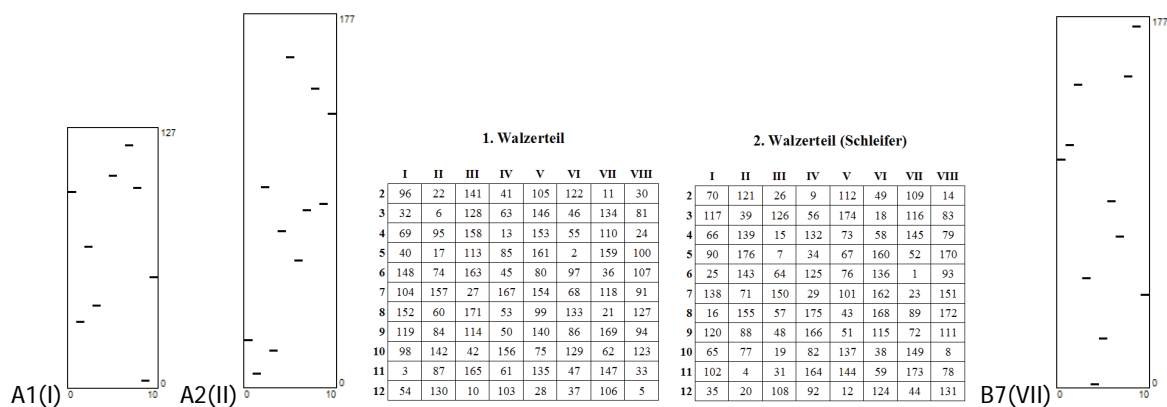 177
177
127
1. Walzerteil
2. Walzerteil (Schleifer)
I II III IV V VI VII VIII
2 96 22 141 41 105 122 11 30
3 32 6 128 63 146 46 134 81
4 69 95 158 13 153 55 110 24
5 40 17 113 85 161 2 159 100
6 148 74 163 45 80 97 36 107
7 104 157 27 167 154 68 118 91
8 152 60 171 53 99 133 21 127
9 119 84 114 50 140 86 169 94
10 98 142 42 156 75 129 62 123
11 3 87 165 61 135 47 147 33
12 54 130 10 103 28 37 106 5
I II III IV V VI VII VIII
2 70 121 26 9 112 49 109 14
3 117 39 126 56 174 18 116 83
4 66 139 15 132 73 58 145 79
5 90 176 7 34 67 160 52 170
6 25 143 64 125 76 136 1 93
7 138 71 150 29 101 162 23 151
8 16 155 57 175 43 168 89 172
9 120 88 48 166 51 115 72 111
10 65 77 19 82 137 38 149 8
11 102 4 31 164 144 59 173 78
12 35 20 108 92 12 124 44 131
0
0
0
A1(I) 0 10
A2(II) 0 10
B7(VII) 0 10